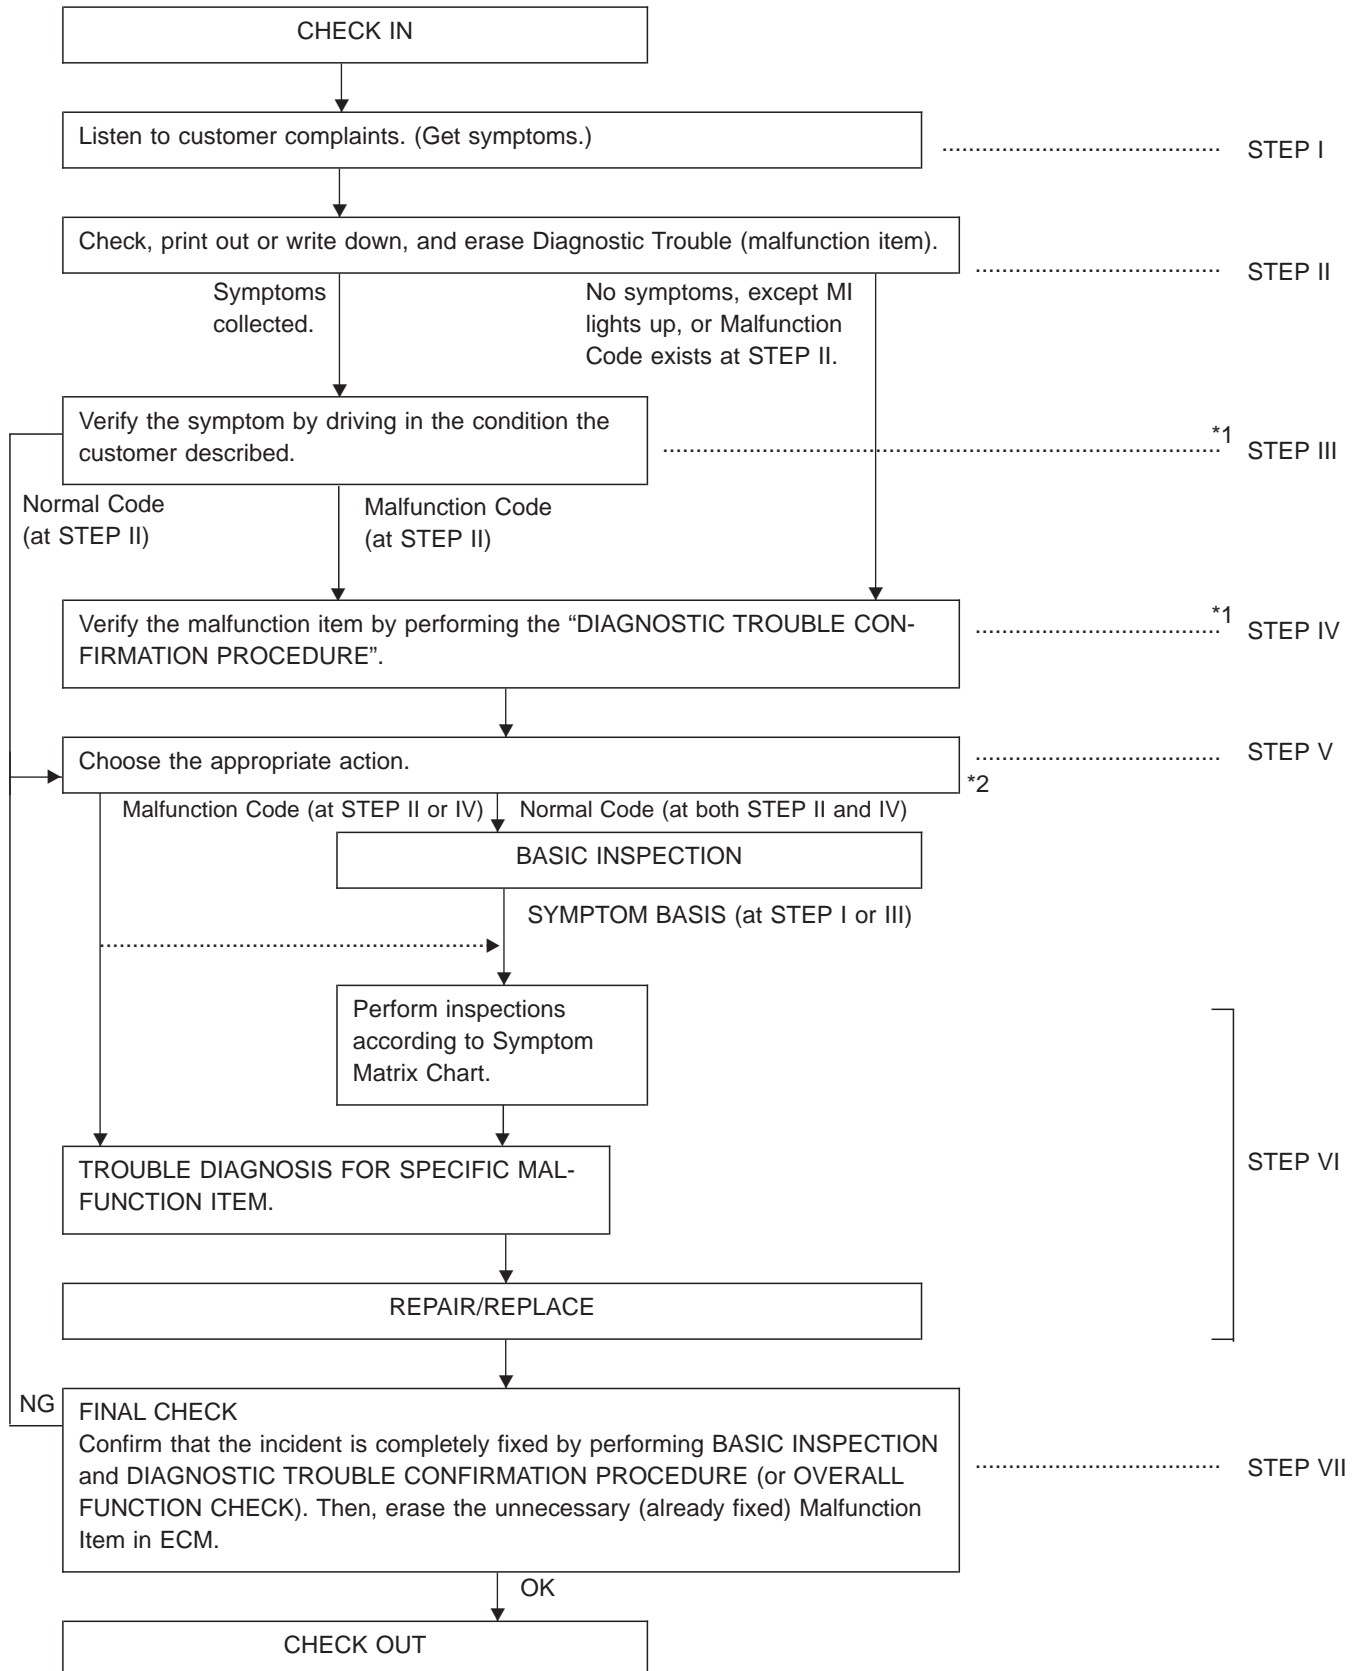 CHECK IN
Listen to customer complaints. (Get symptoms.)
STEP I
Check, print out or write down, and erase Diagnostic Trouble (malfunction item).
STEP II
Symptoms
collected.
No symptoms, except MI
lights up, or Malfunction
Code exists at STEP II.
Verify the symptom by driving in the condition the
customer described.
*1
STEP III
Normal Code
(at STEP II)
Malfunction Code
(at STEP II)
Verify the malfunction item by performing the “DIAGNOSTIC TROUBLE CON-
FIRMATION PROCEDURE”.
*1
STEP IV
Choose the appropriate action.
STEP V
*2
Malfunction Code (at STEP II or IV)
Normal Code (at both STEP II and IV)
BASIC INSPECTION
SYMPTOM BASIS (at STEP I or III)
Perform inspections
according to Symptom
Matrix Chart.
TROUBLE DIAGNOSIS FOR SPECIFIC MAL-
FUNCTION ITEM.
STEP VI
REPAIR/REPLACE
NG
FINAL CHECK
Confirm that the incident is completely fixed by performing BASIC INSPECTION
and DIAGNOSTIC TROUBLE CONFIRMATION PROCEDURE (or OVERALL
FUNCTION CHECK). Then, erase the unnecessary (already fixed) Malfunction
Item in ECM.
STEP VII
OK
CHECK OUT